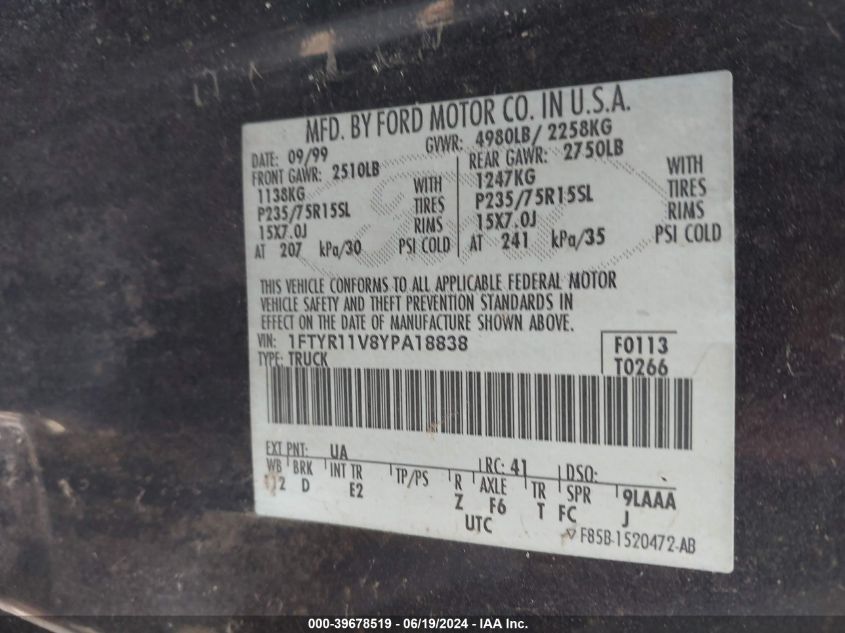 MFD. BY FORD MOTOR CO. IN U.S.A.
DATE: 09/99 GVWR: 4980LB/ 2258KG
FRONT GAWR: 2510LB REAR GAWR: 2750LB
1138KG WITH 1247KG WITH
P235/75R15SL TIRES P235/75R15SL TIRES
15X7.0J RIMS 15X7.0J RIMS
AT 207 kPa/30 PSI COLD AT 241 kPa/35 PSI COLD
THIS VEHICLE CONFORMS TO ALL APPLICABLE FEDERAL MOTOR
VEHICLE SAFETY AND THEFT PREVENTION STANDARDS IN
EFFECT ON THE DATE OF MANUFACTURE SHOWN ABOVE.
VIN: 1FTYR11V8YPA18838 F0113
TYPE: TRUCK T0266
EXT PNT: UA RC: 41 DSO:
WB BRK INT TR TP/PS R AXLE TR SPR 9LAAA
2 D E2 Z F6 T FC J
UTC
F85B-1520472-AB
000-39678519 - 06/19/2024 - IAA Inc.